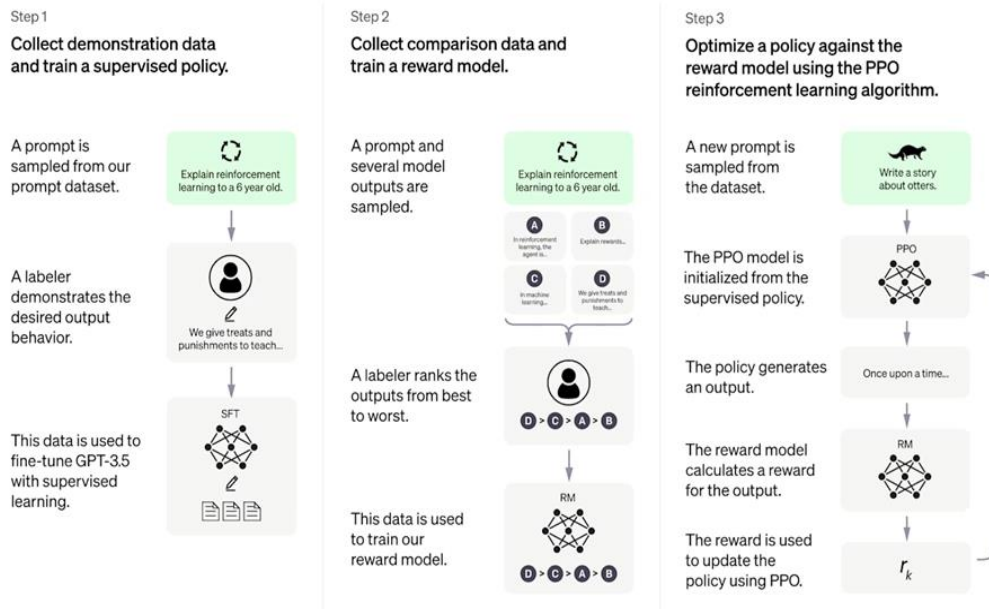 Step 1
Collect demonstration data
and train a supervised policy.
A prompt is
sampled from our
prompt dataset.
Explain reinforcement
learning to a 6 year old.
A labeler
demonstrates the
desired output
behavior.
We give treats and
punishments to teach...
This data is used to
fine-tune GPT-3.5
with supervised
learning.
SFT
Step 2
Collect comparison data and
train a reward model.
A prompt and
several model
outputs are
sampled.
Explain reinforcement
learning to a 6 year old.
A
In reinforcement
learning, the
agent is...
B
Explain rewards...
C
In machine
learning...
D
We give treats and
punishments to
teach...
A labeler ranks the
outputs from best
to worst.
D > C > A > B
This data is used
to train our
reward model.
RM
D > C > A > B
Step 3
Optimize a policy against the
reward model using the PPO
reinforcement learning algorithm.
A new prompt is
sampled from
the dataset.
Write a story
about otters.
The PPO model is
initialized from the
supervised policy.
PPO
The policy generates
an output.
Once upon a time...
The reward model
calculates a reward
for the output.
RM
The reward is used
to update the
policy using PPO.
rk